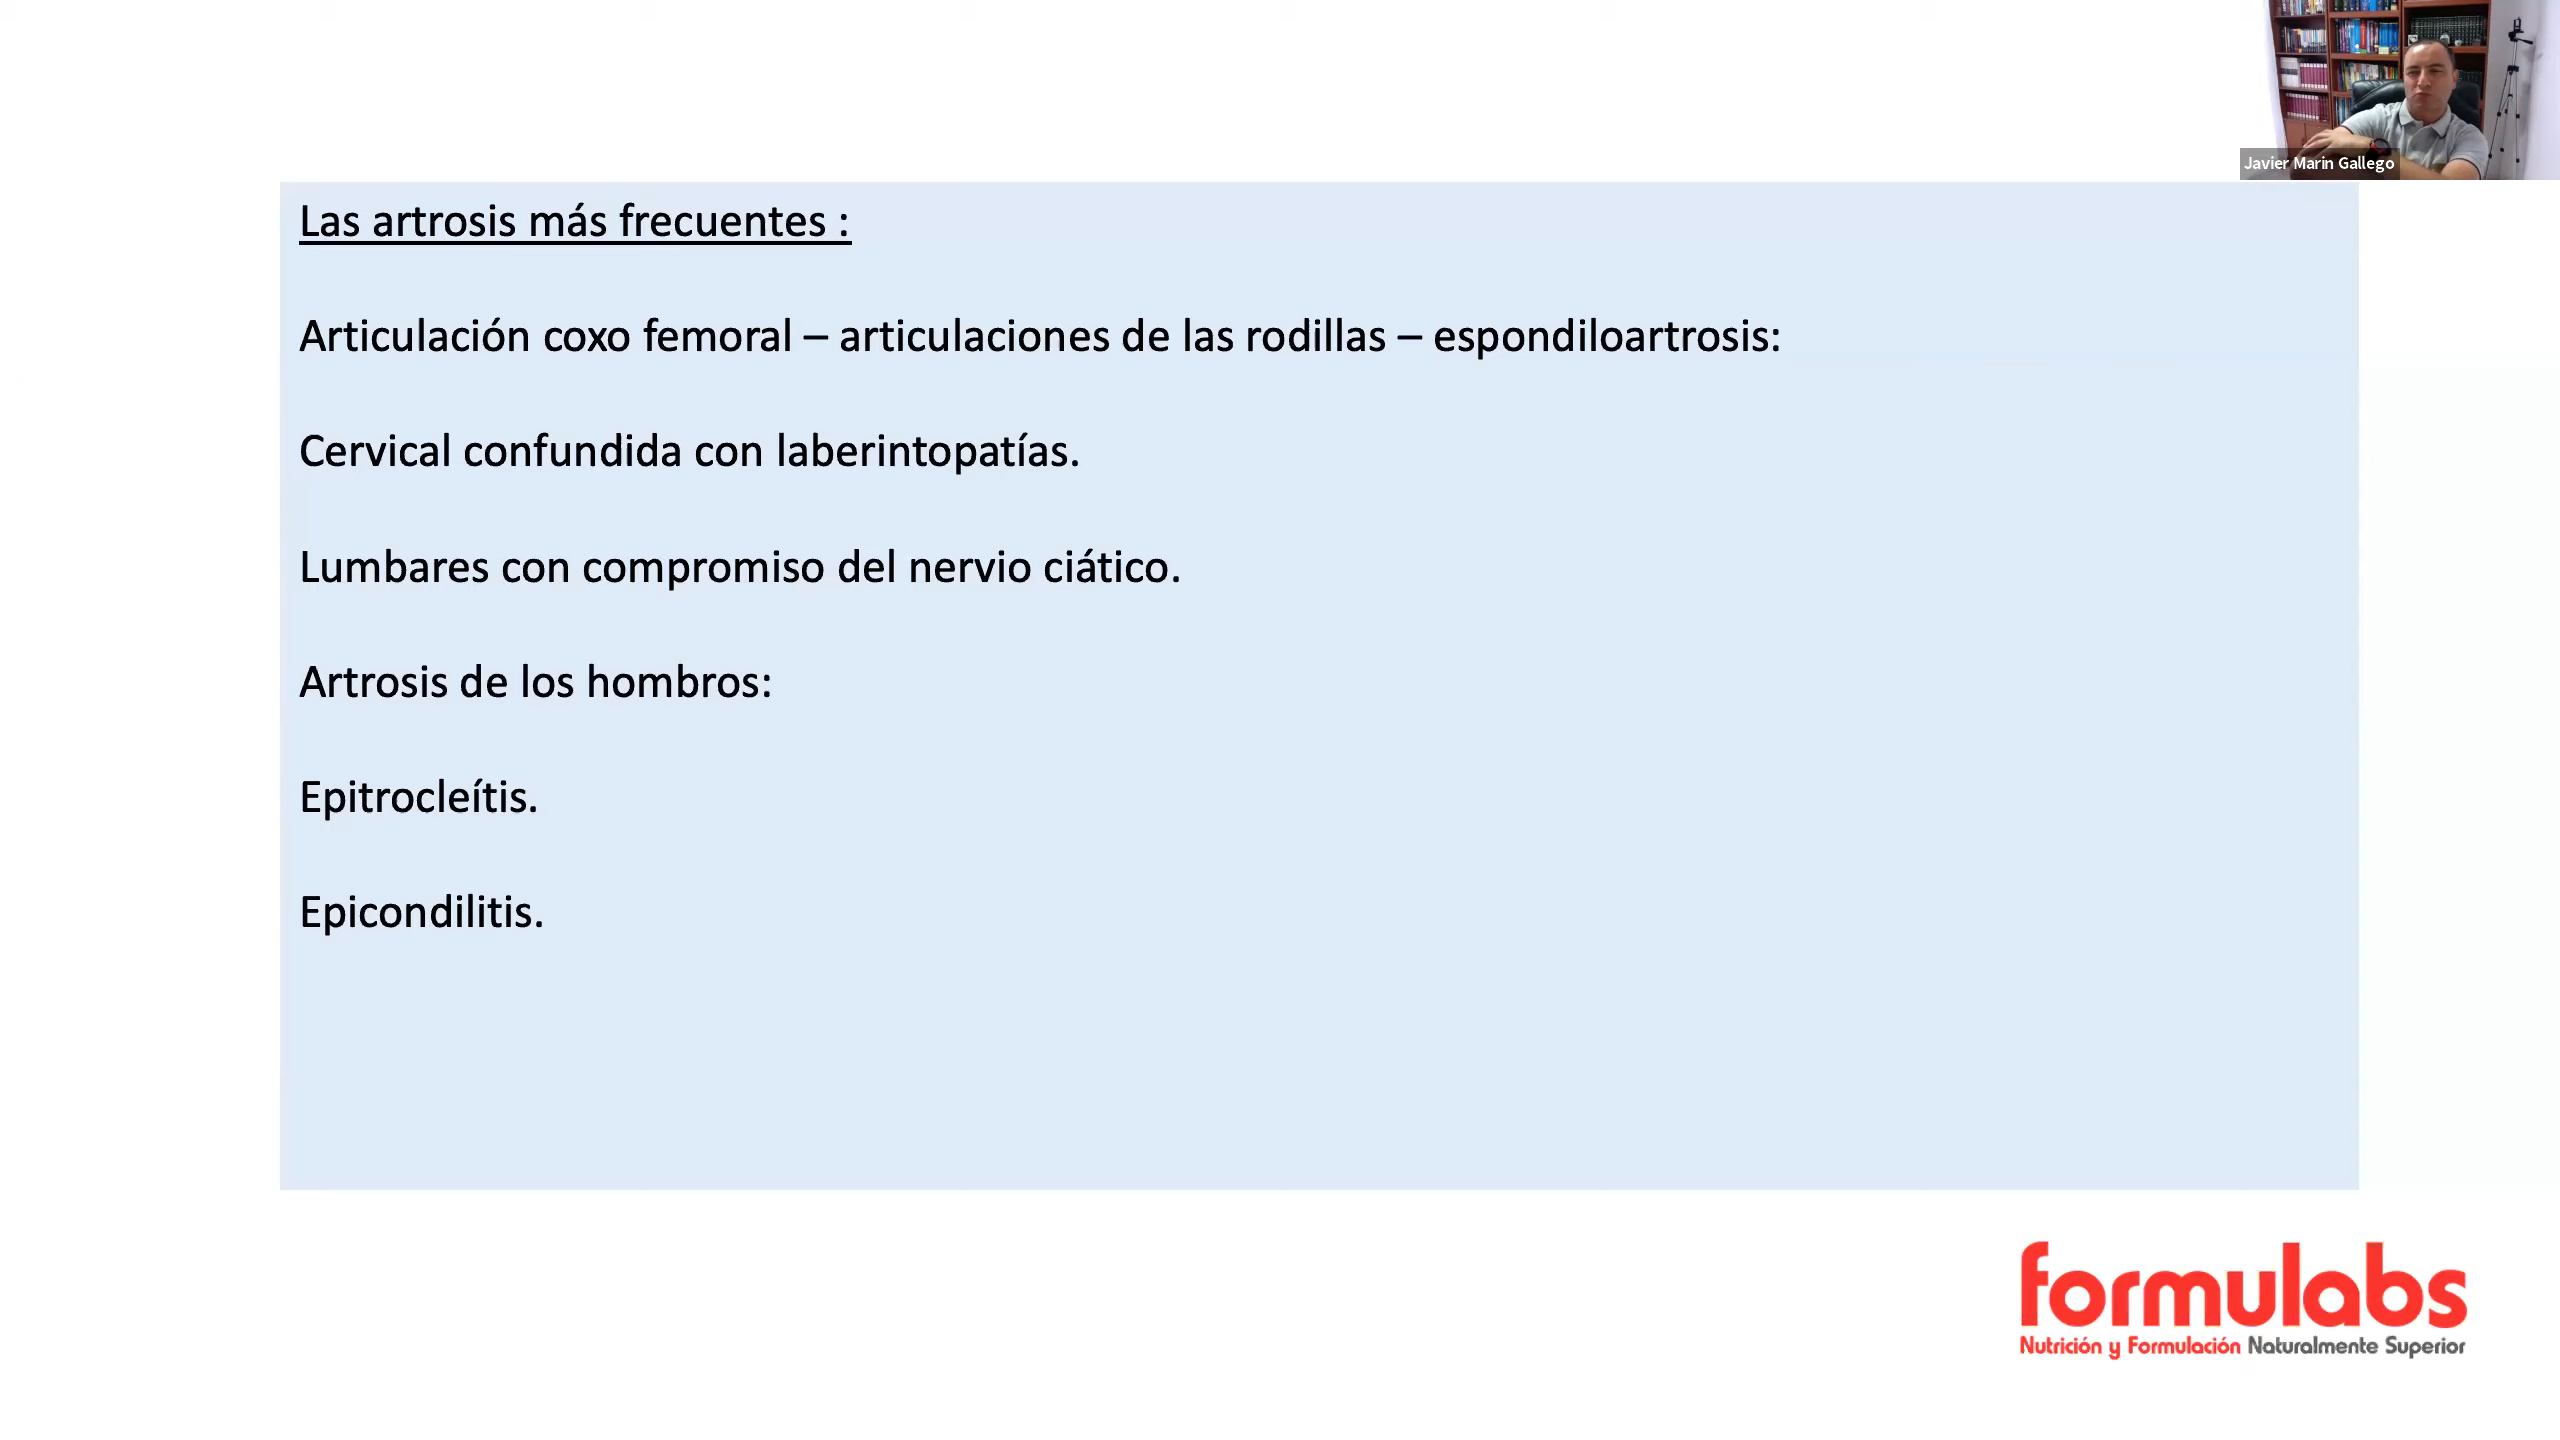 Javier Marin Gallego
Las artrosis más frecuentes :
Articulación coxo femoral – articulaciones de las rodillas – espondiloartrosis:
Cervical confundida con laberintopatías.
Lumbares con compromiso del nervio ciático.
Artrosis de los hombros:
Epitrocleítis.
Epicondilitis.
formulabs
Nutrición y Formulación Naturalmente Superior